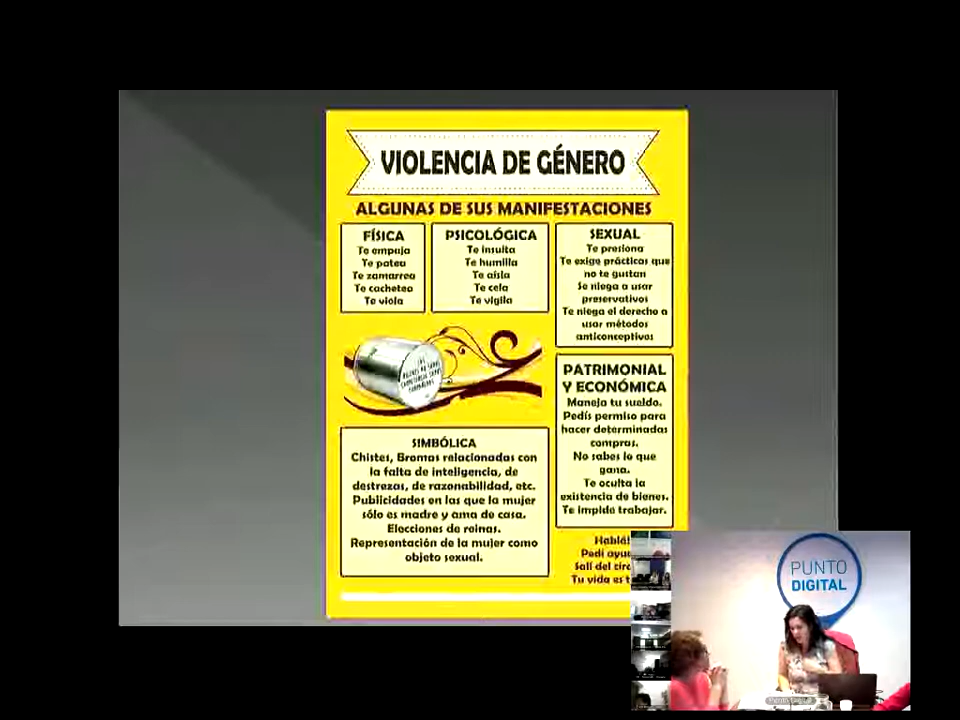 VIOLENCIA DE GÉNERO
ALGUNAS DE SUS MANIFESTACIONES
FÍSICA
Te empuja
Te patea
Te zamarrea
Te cachetea
Te viola
PSICOLÓGICA
Te insulta
Te humilla
Te aísla
Te cela
Te vigila
SEXUAL
Te presiona
Te exige prácticas que
no te gustan
Se niega a usar
preservativos
Te niega el derecho a
usar métodos
anticonceptivos
PATRIMONIAL
Y ECONÓMICA
Maneja tu sueldo.
Pedís permiso para
hacer determinadas
compras.
No sabes lo que
gana.
Te oculta la
existencia de bienes.
Te impide trabajar.
SIMBÓLICA
Chistes, Bromas relacionadas con
la falta de inteligencia, de
destrezas, de razonabilidad, etc.
Publicidades en las que la mujer
sólo es madre y ama de casa.
Elecciones de reinas.
Representación de la mujer como
objeto sexual.
Hablá!
Pedí
Salí del
Tu vida es
PUNTO
DIGITAL
Punto Digital